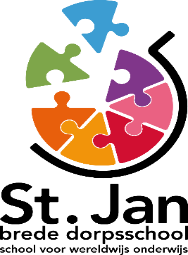 St. Jan
brede dorpsschool
school voor wereldwijs onderwijs